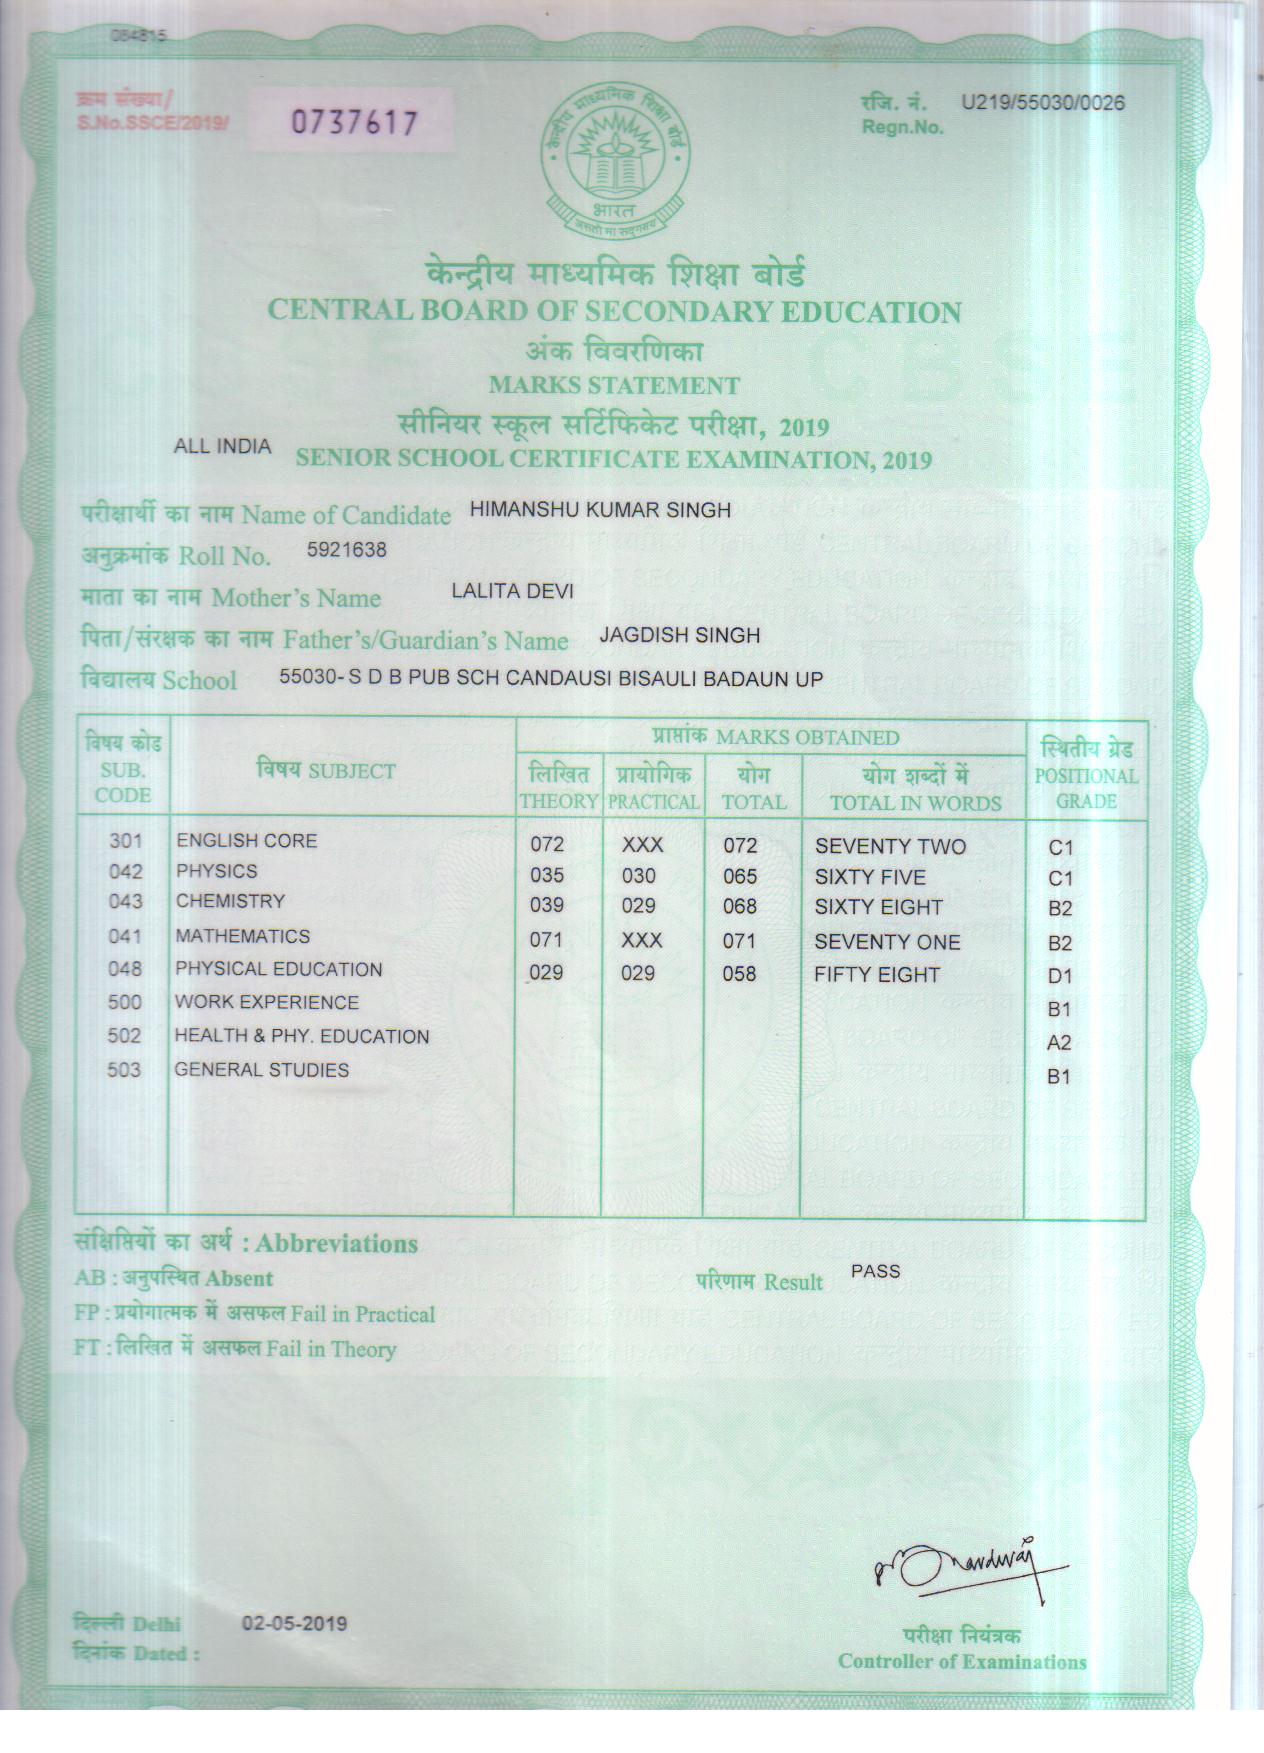 084815
क्रम संख्या/
S.No.SSCE/2019/ 0737617
रजि. नं. U219/55030/0026
Regn.No.
केन्द्रीय माध्यमिक शिक्षा बोर्ड
भारत
असतो मा सद्गमय
केन्द्रीय माध्यमिक शिक्षा बोर्ड
CENTRAL BOARD OF SECONDARY EDUCATION
अंक विवरणिका
MARKS STATEMENT
सीनियर स्कूल सर्टिफिकेट परीक्षा, 2019
ALL INDIA SENIOR SCHOOL CERTIFICATE EXAMINATION, 2019
परीक्षार्थी का नाम Name of Candidate HIMANSHU KUMAR SINGH
अनुक्रमांक Roll No. 5921638
माता का नाम Mother's Name LALITA DEVI
पिता/संरक्षक का नाम Father's/Guardian's Name JAGDISH SINGH
विद्यालय School 55030- S D B PUB SCH CANDAUSI BISAULI BADAUN UP
विषय कोड SUB. CODE विषय SUBJECT प्राप्तांक MARKS OBTAINED स्थितीय ग्रेड POSITIONAL GRADE
लिखित THEORY प्रायोगिक PRACTICAL योग TOTAL योग शब्दों में TOTAL IN WORDS
301 ENGLISH CORE 072 XXX 072 SEVENTY TWO C1
042 PHYSICS 035 030 065 SIXTY FIVE C1
043 CHEMISTRY 039 029 068 SIXTY EIGHT B2
041 MATHEMATICS 071 XXX 071 SEVENTY ONE B2
048 PHYSICAL EDUCATION 029 029 058 FIFTY EIGHT D1
500 WORK EXPERIENCE B1
502 HEALTH & PHY. EDUCATION A2
503 GENERAL STUDIES B1
संक्षिप्तियों का अर्थ : Abbreviations
AB : अनुपस्थित Absent
परिणाम Result PASS
FP : प्रयोगात्मक में असफल Fail in Practical
FT : लिखित में असफल Fail in Theory
दिल्ली Delhi 02-05-2019
दिनांक Dated :
परीक्षा नियंत्रक
Controller of Examinations